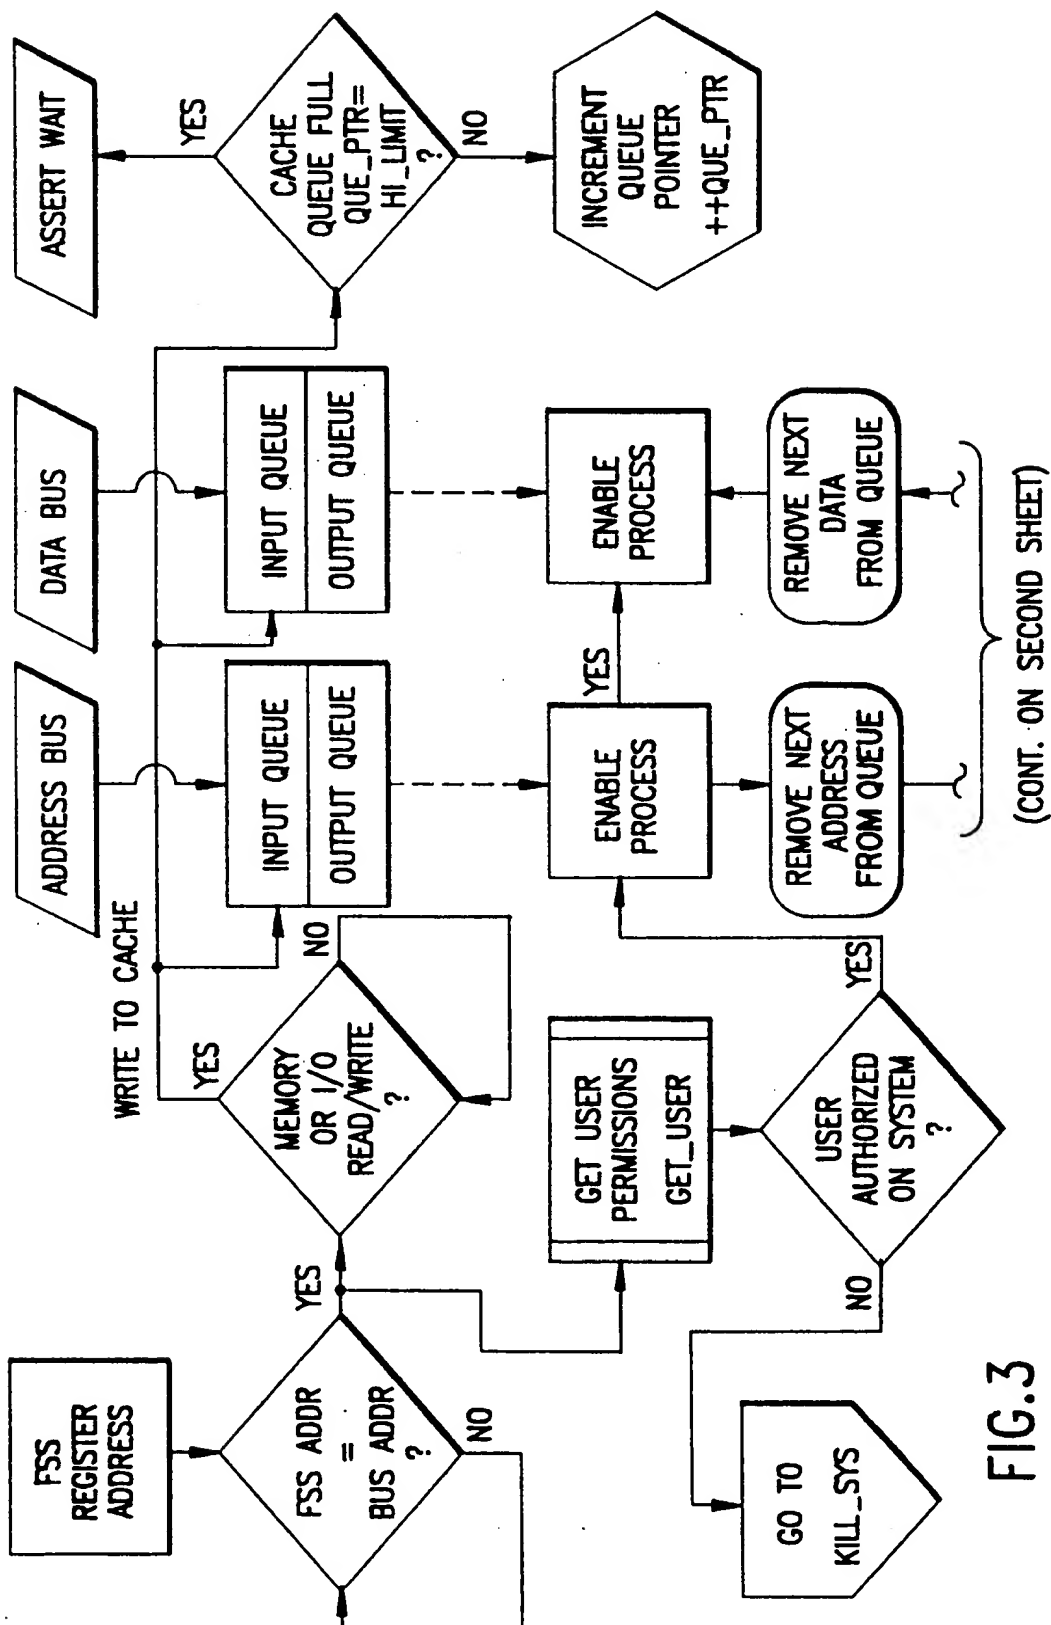 FSS
REGISTER
ADDRESS
ADDRESS BUS
DATA BUS
ASSERT WAIT
WRITE TO CACHE
FSS ADDR
=
BUS ADDR
?
YES
NO
MEMORY
OR I/O
READ/WRITE
?
YES
NO
INPUT QUEUE
OUTPUT QUEUE
INPUT QUEUE
OUTPUT QUEUE
CACHE
QUEUE FULL
QUE_PTR=
HI_LIMIT
?
YES
NO
GET USER
PERMISSIONS
GET_USER
ENABLE
PROCESS
YES
ENABLE
PROCESS
INCREMENT
QUEUE
POINTER
++QUE_PTR
GO TO
KILL_SYS
NO
USER
AUTHORIZED
ON SYSTEM
?
YES
REMOVE NEXT
ADDRESS
FROM QUEUE
REMOVE NEXT
DATA
FROM QUEUE
(CONT. ON SECOND SHEET)
FIG.3